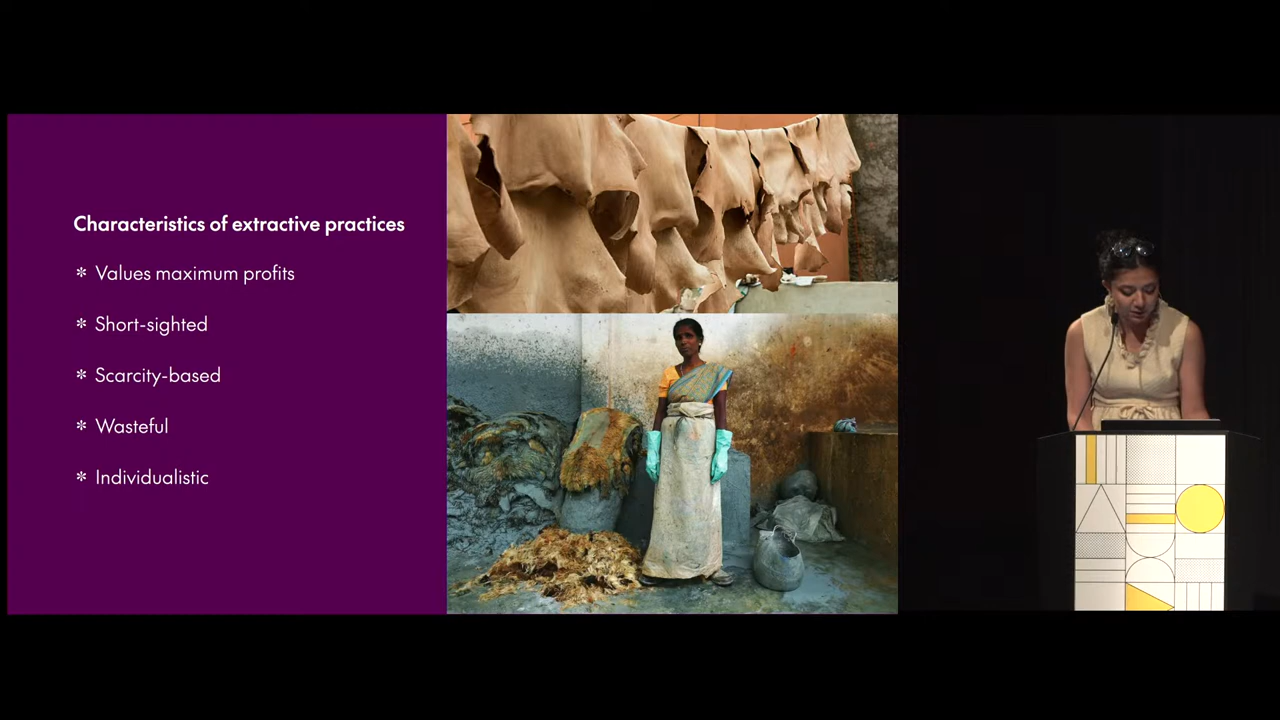 Characteristics of extractive practices
* Values maximum profits
* Short-sighted
* Scarcity-based
* Wasteful
* Individualistic